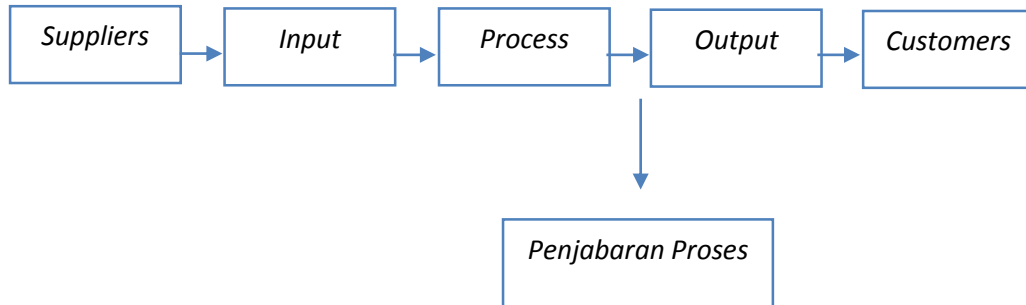 Suppliers
Input
Process
Output
Customers
Penjabaran Proses